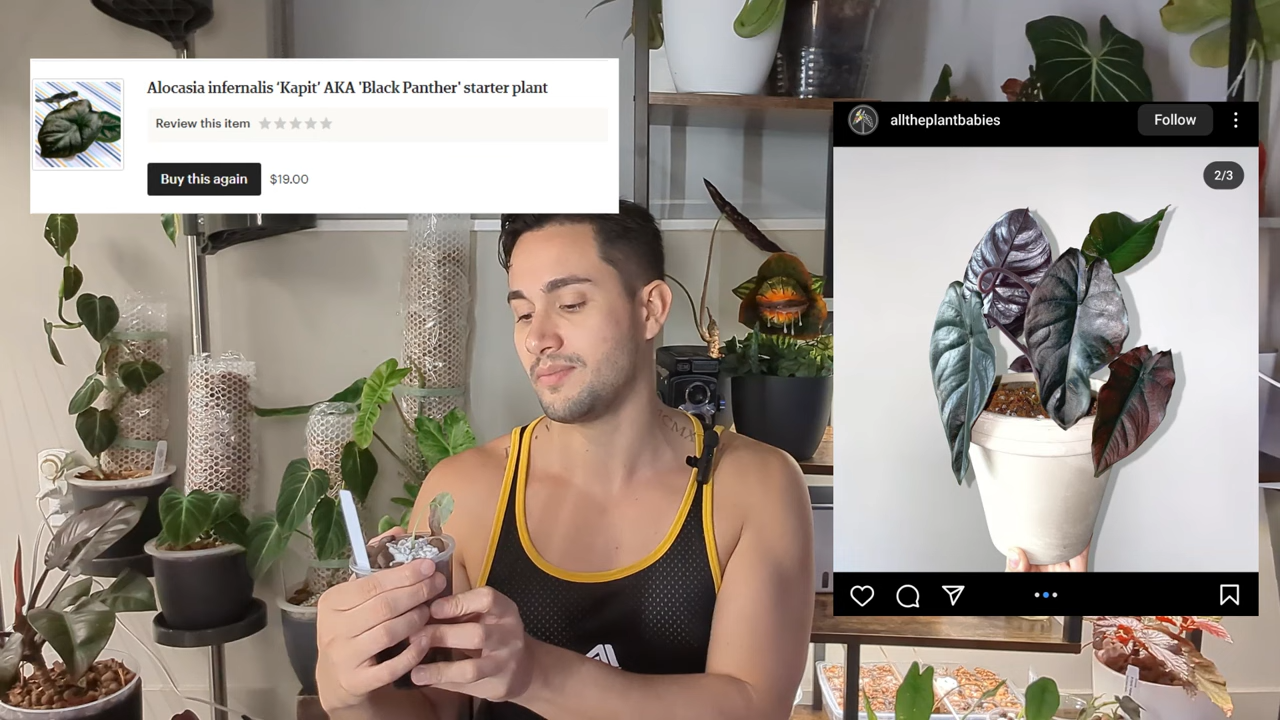 Alocasia infernalis ‘Kapit’ AKA 'Black Panther' starter plant
Review this item
Buy this again $19.00
alltheplantbabies
Follow
2/3